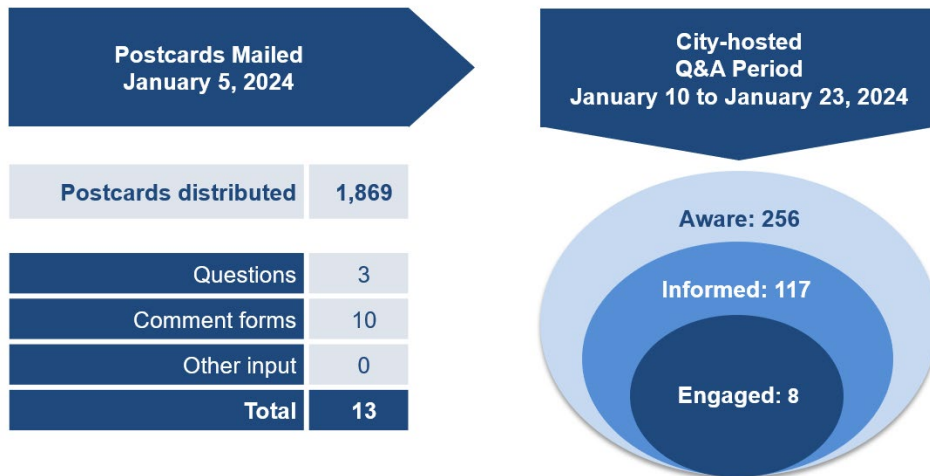 Postcards Mailed
January 5, 2024
City-hosted
Q&A Period
January 10 to January 23, 2024
Postcards distributed 1,869
Questions 3
Comment forms 10
Other input 0
Total 13
Aware: 256
Informed: 117
Engaged: 8